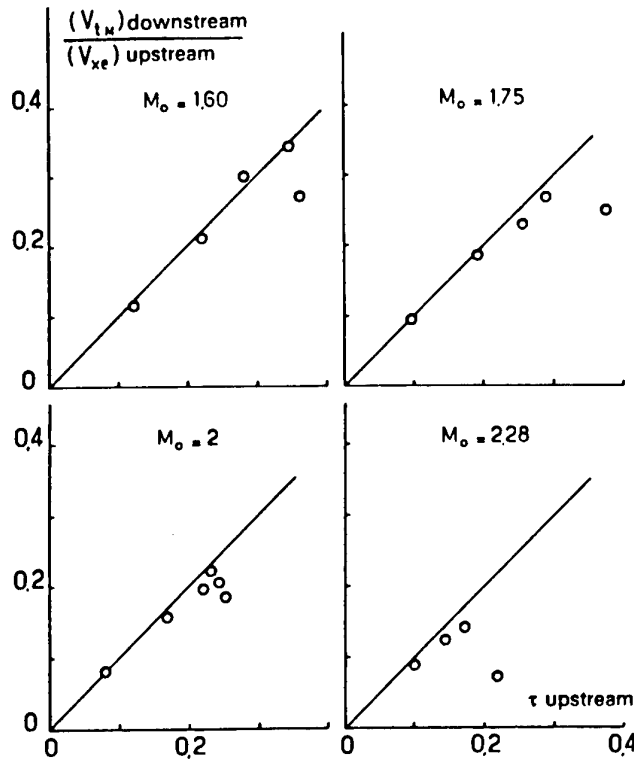 (V_tM) downstream
(V_xe) upstream
0,4
M_o = 1,60
M_o = 1,75
0,2
0
0,4
M_o = 2
M_o = 2,28
0,2
τ upstream
0
0
0,2
0
0,2
0,4